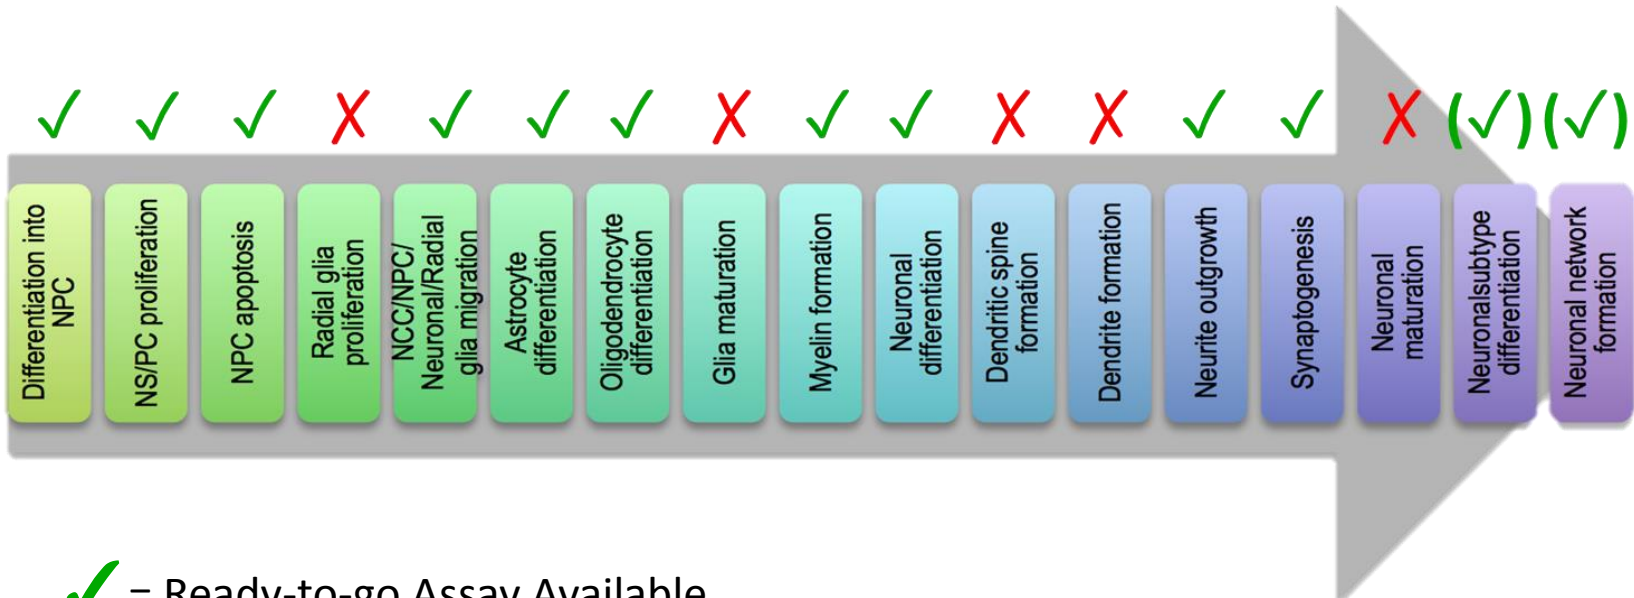 Differentiation into
NPC
NS/PC proliferation
NPC apoptosis
Radial glia
proliferation
NCC/NPC/
Neuronal/Radial
glia migration
Astrocyte
differentiation
Oligodendrocyte
differentiation
Glia maturation
Myelin formation
Neuronal
differentiation
Dendritic spine
formation
Dendrite formation
Neurite outgrowth
Synaptogenesis
Neuronal
maturation
Neuronalsubtype
differentiation
Neuronal network
formation
= Ready-to-go Assay Available